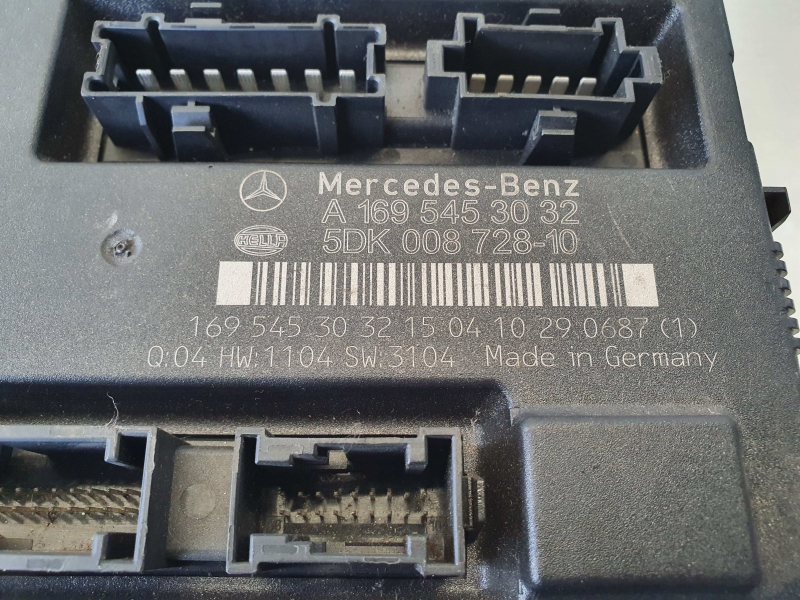 Mercedes-Benz
A 169 545 30 32
HELLA
5DK 008 728-10
169 545 30 32 15 04 10 29 0687 (1)
Q:04 HW:1104 SW:3104 Made in Germany